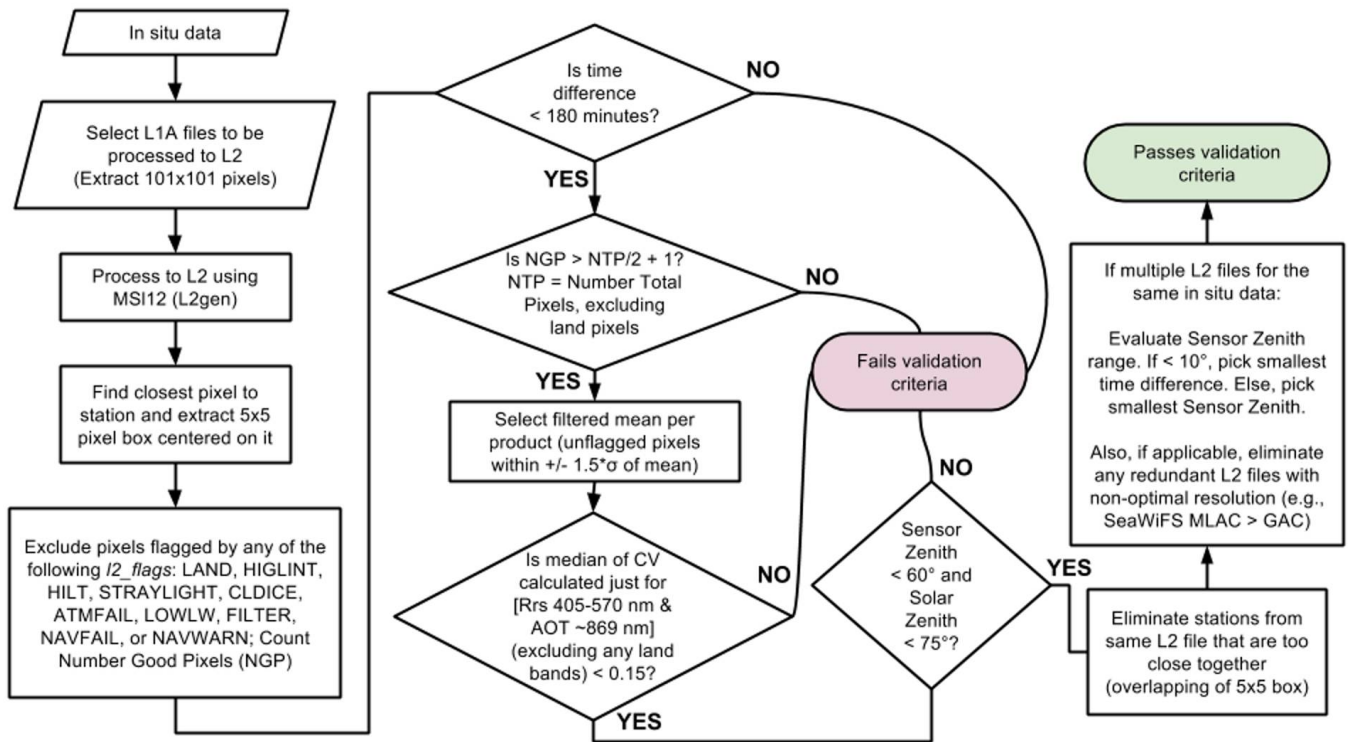 In situ data
Select L1A files to be
processed to L2
(Extract 101x101 pixels)
Process to L2 using
MSl12 (L2gen)
Find closest pixel to
station and extract 5x5
pixel box centered on it
Exclude pixels flagged by any of the
following l2_flags: LAND, HIGLINT,
HILT, STRAYLIGHT, CLDICE,
ATMFAIL, LOWLW, FILTER,
NAVFAIL, or NAVWARN; Count
Number Good Pixels (NGP)
Is time
difference
< 180 minutes?
NO
YES
Is NGP > NTP/2 + 1?
NTP = Number Total
Pixels, excluding
land pixels
NO
YES
Select filtered mean per
product (unflagged pixels
within +/- 1.5*σ of mean)
Is median of CV
calculated just for
[Rrs 405-570 nm &
AOT ~869 nm]
(excluding any land
bands) < 0.15?
NO
YES
Fails validation
criteria
NO
Sensor
Zenith
< 60° and
Solar
Zenith
< 75°?
YES
Eliminate stations from
same L2 file that are too
close together
(overlapping of 5x5 box)
If multiple L2 files for the
same in situ data:
Evaluate Sensor Zenith
range. If < 10°, pick smallest
time difference. Else, pick
smallest Sensor Zenith.
Also, if applicable, eliminate
any redundant L2 files with
non-optimal resolution (e.g.,
SeaWiFS MLAC > GAC)
Passes validation
criteria